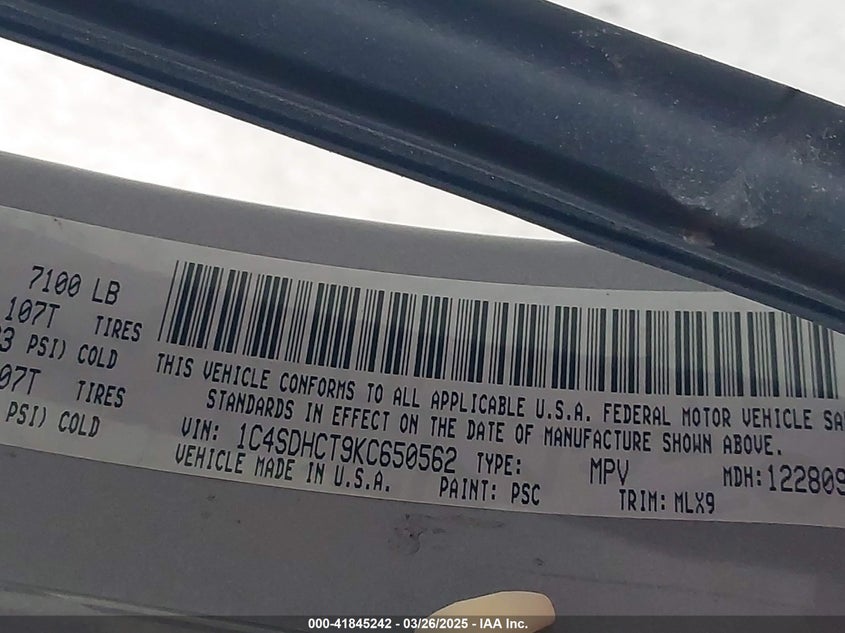 7100 LB
107T TIRES
3 PSI) COLD
07T TIRES
PSI) COLD
THIS VEHICLE CONFORMS TO ALL APPLICABLE U.S.A. FEDERAL MOTOR VEHICLE SA
STANDARDS IN EFFECT ON THE DATE OF MANUFACTURE SHOWN ABOVE.
VIN: 1C4SDHCT9KC650562 TYPE: MPV MDH: 122809
VEHICLE MADE IN U.S.A. PAINT: PSC TRIM: MLX9
000-41845242 - 03/26/2025 - IAA Inc.